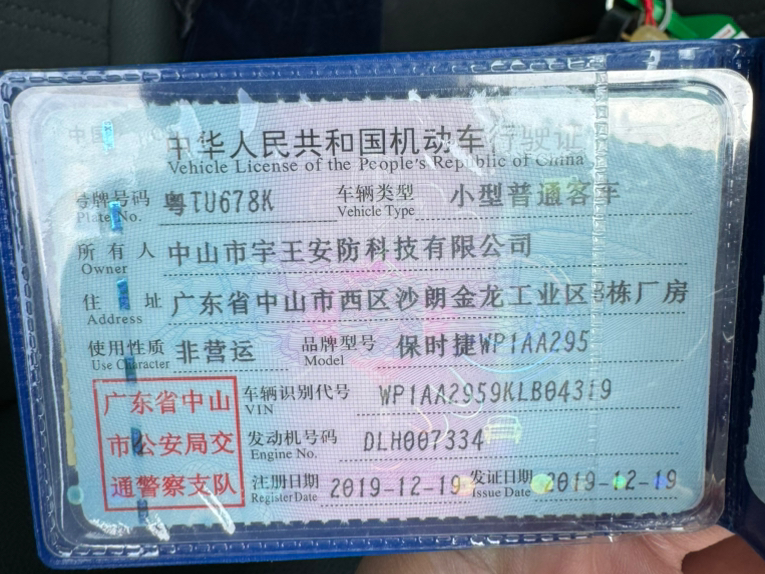 中华人民共和国机动车行驶证
Vehicle License of the People's Republic of China
号牌号码 粤TU678K 车辆类型 小型普通客车
Plate No. Vehicle Type
所有人 中山市宇王安防科技有限公司
Owner
住址 广东省中山市西区沙朗金龙工业区 栋厂房
Address
使用性质 非营运 品牌型号 保时捷WP1AA295
Use Character Model
广东省中山 车辆识别代号 WP1AA2959KLB04319
VIN
市公安局交 发动机号码 DLH007334
Engine No.
通警察支队 注册日期 2019-12-19 发证日期 2019-12-19
Register Date Issue Date